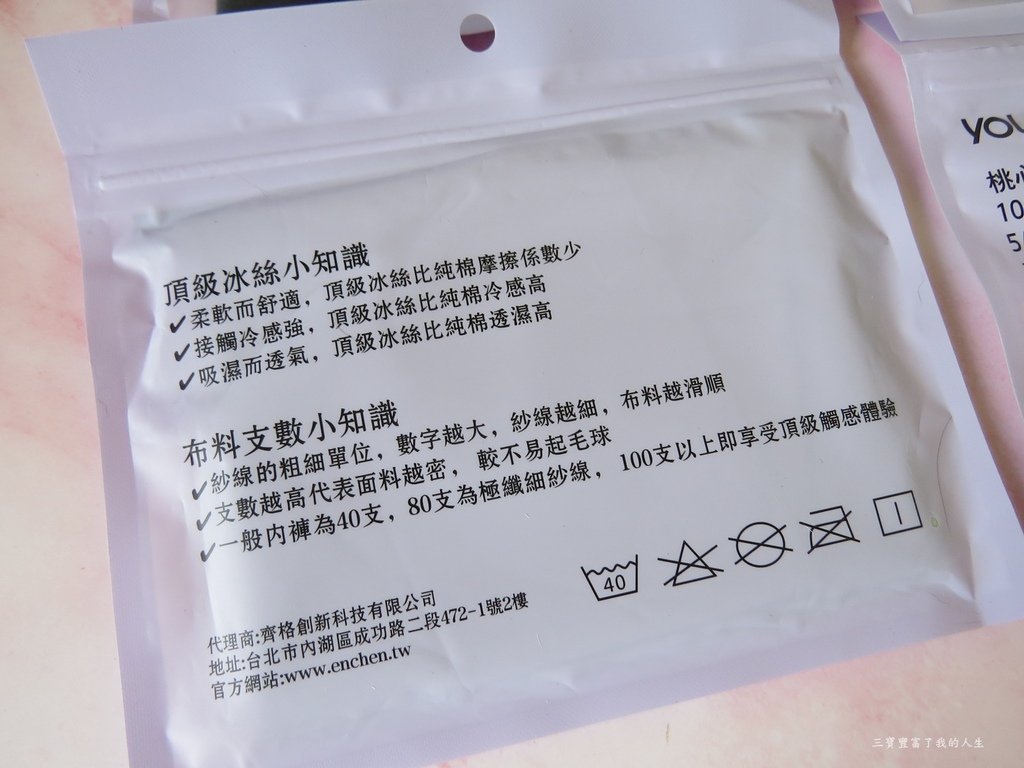 頂級冰絲小知識
✓柔軟而舒適，頂級冰絲比純棉摩擦係數少
✓接觸冷感強，頂級冰絲比純棉冷感高
✓吸濕而透氣，頂級冰絲比純棉透濕高
布料支數小知識
✓紗線的粗細單位，數字越大，紗線越細，布料越滑順
✓支數越高代表面料越密，較不易起毛球
✓一般內褲為40支，80支為極纖細紗線，100支以上即享受頂級觸感體驗
40
代理商:齊格創新科技有限公司
地址:台北市內湖區成功路二段472-1號2樓
官方網站:www.enchen.tw
YOU
桃心
10
5
三寶豐富了我的人生